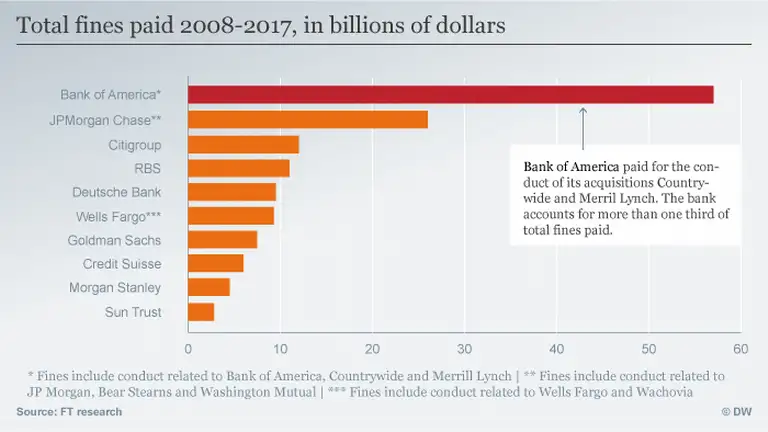 Total fines paid 2008-2017, in billions of dollars
Bank of America*
JPMorgan Chase**
Citigroup
RBS
Deutsche Bank
Wells Fargo***
Goldman Sachs
Credit Suisse
Morgan Stanley
Sun Trust
Bank of America paid for the con-
duct of its acquisitions Country-
wide and Merril Lynch. The bank
accounts for more than one third of
total fines paid.
0 10 20 30 40 50 60
* Fines include conduct related to Bank of America, Countrywide and Merrill Lynch | ** Fines include conduct related to
JP Morgan, Bear Stearns and Washington Mutual | *** Fines include conduct related to Wells Fargo and Wachovia
Source: FT research © DW